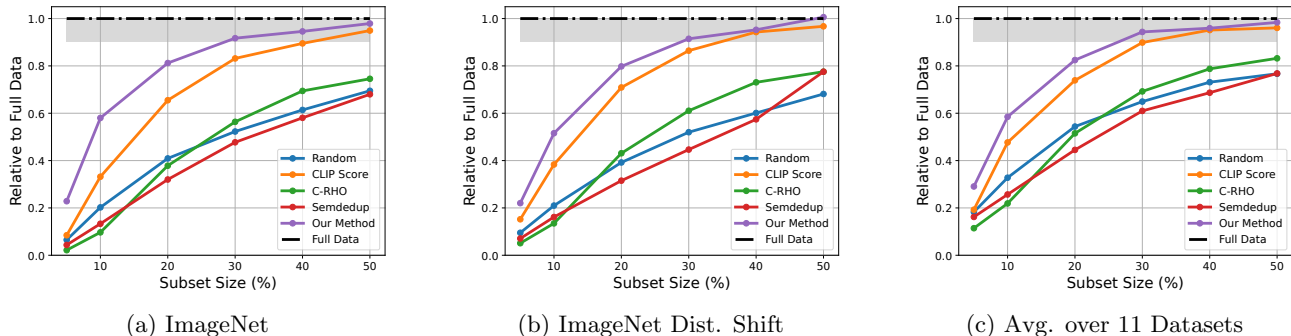 Relative to Full Data
1.0
0.8
0.6
0.4
0.2
0.0
10
20
30
40
50
Subset Size (%)
Random
CLIP Score
C-RHO
Semdedup
Our Method
Full Data
(a) ImageNet
Relative to Full Data
1.0
0.8
0.6
0.4
0.2
0.0
10
20
30
40
50
Subset Size (%)
Random
CLIP Score
C-RHO
Semdedup
Our Method
Full Data
(b) ImageNet Dist. Shift
Relative to Full Data
1.0
0.8
0.6
0.4
0.2
0.0
10
20
30
40
50
Subset Size (%)
Random
CLIP Score
C-RHO
Semdedup
Our Method
Full Data
(c) Avg. over 11 Datasets